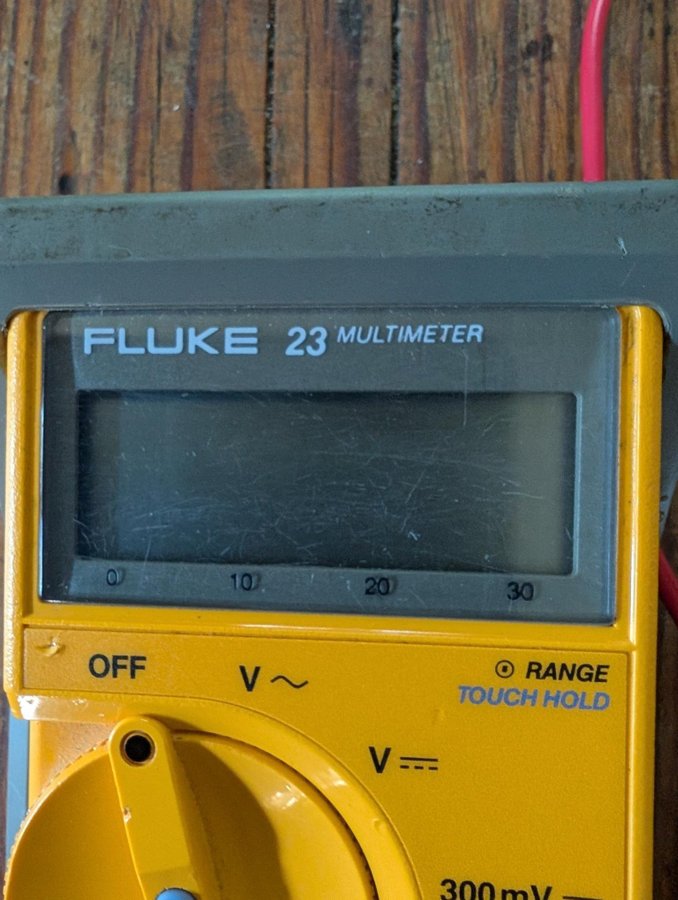 FLUKE 23 MULTIMETER
0 10 20 30
OFF V~ ⊙ RANGE
TOUCH HOLD
V⎓
300mV